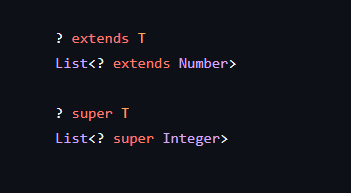 ? extends T
List<? extends Number>
? super T
List<? super Integer>